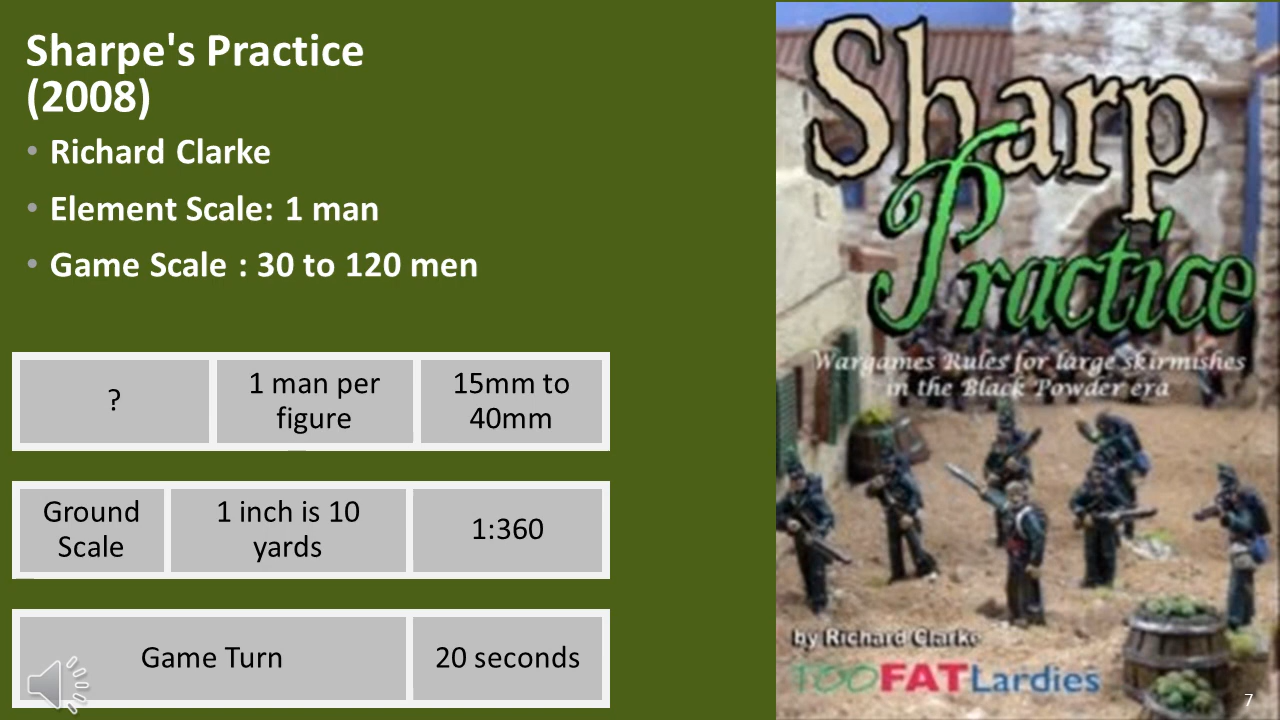 Sharpe's Practice
(2008)
• Richard Clarke
• Element Scale: 1 man
• Game Scale : 30 to 120 men
?
1 man per
figure
15mm to
40mm
Ground
Scale
1 inch is 10
yards
1:360
Game Turn
20 seconds
Sharp
Practice
Wargames Rules for large skirmishes
in the Black Powder era
by Richard Clarke
TOOFATLardies
7